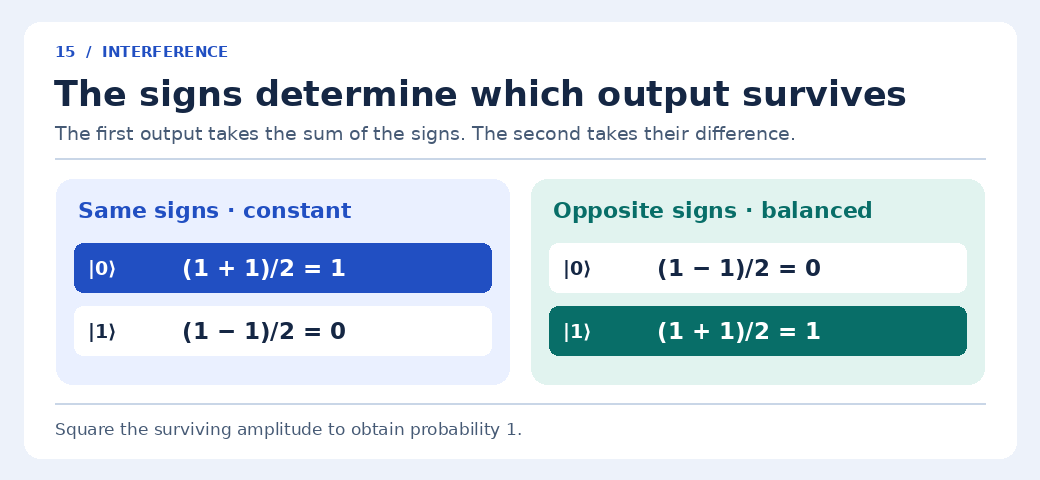 15 / INTERFERENCE
The signs determine which output survives
The first output takes the sum of the signs. The second takes their difference.
Same signs · constant
|0⟩ (1 + 1)/2 = 1
|1⟩ (1 − 1)/2 = 0
Opposite signs · balanced
|0⟩ (1 − 1)/2 = 0
|1⟩ (1 + 1)/2 = 1
Square the surviving amplitude to obtain probability 1.